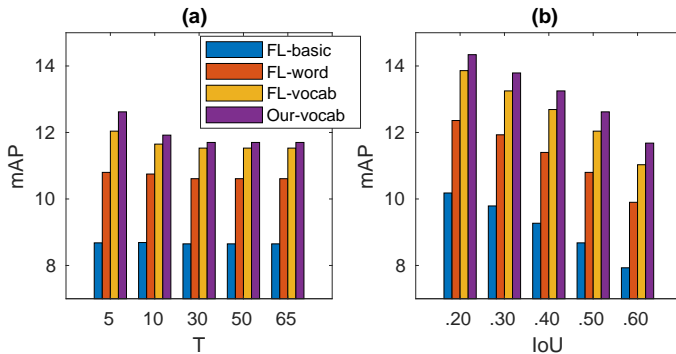 (a)
14
12
10
8
mAP
5 10 30 50 65
T
FL-basic
FL-word
FL-vocab
Our-vocab
(b)
14
12
10
8
mAP
.20 .30 .40 .50 .60
IoU